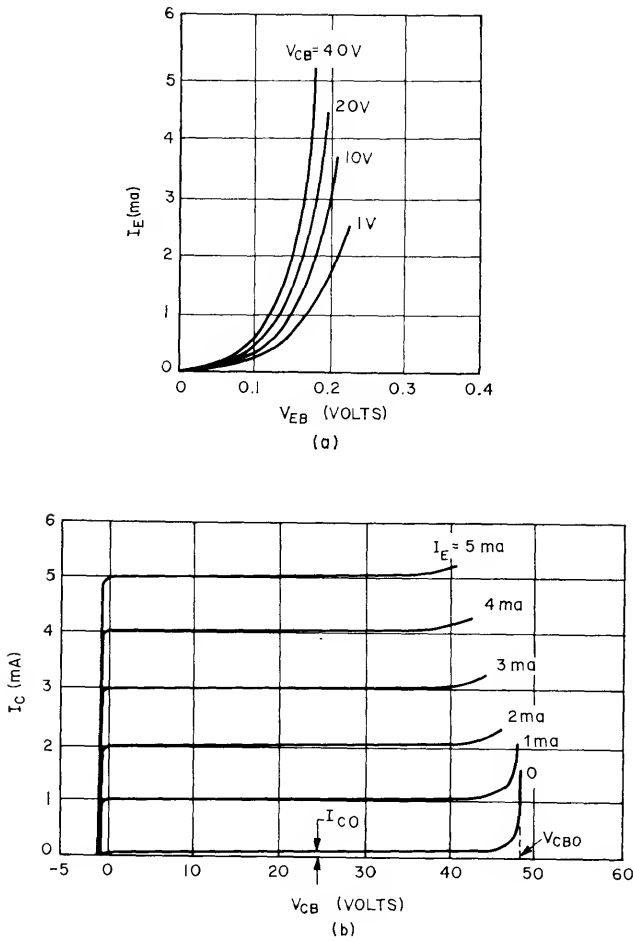 6
5
4
3
2
1
0
I_E (ma)
V_CB = 40V
20V
10V
1V
0 0.1 0.2 0.3 0.4
V_EB (VOLTS)
(a)
6
5
4
3
2
1
0
I_C (mA)
I_E = 5 ma
4 ma
3 ma
2 ma
1 ma
0
I_CO
V_CBO
-5 0 10 20 30 40 50 60
V_CB (VOLTS)
(b)